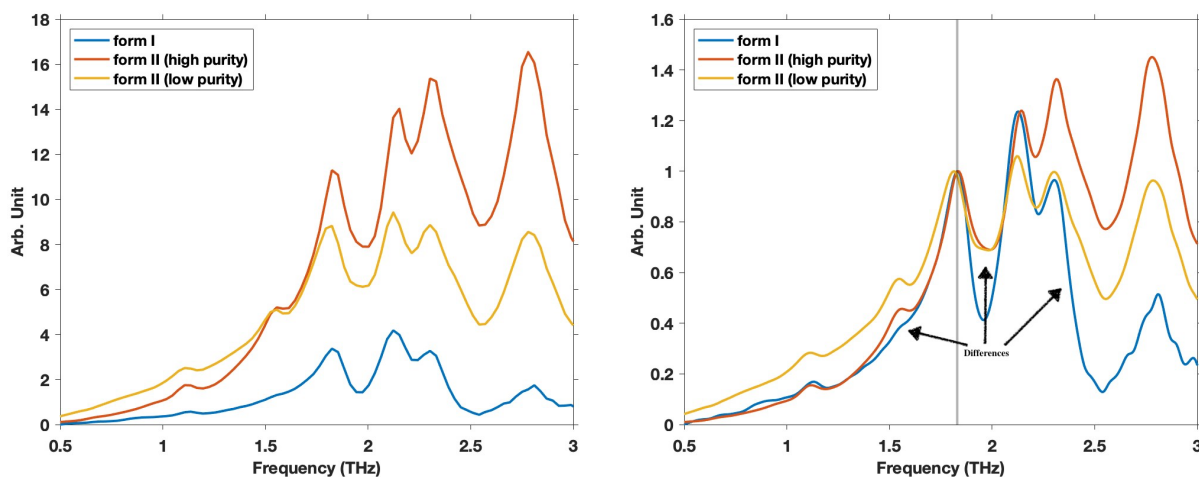 18
16
14
12
10
8
6
4
2
0
Arb. Unit
form I
form II (high purity)
form II (low purity)
0.5 1 1.5 2 2.5 3
Frequency (THz)
1.6
1.4
1.2
1
0.8
0.6
0.4
0.2
0
Arb. Unit
form I
form II (high purity)
form II (low purity)
Differences
0.5 1 1.5 2 2.5 3
Frequency (THz)